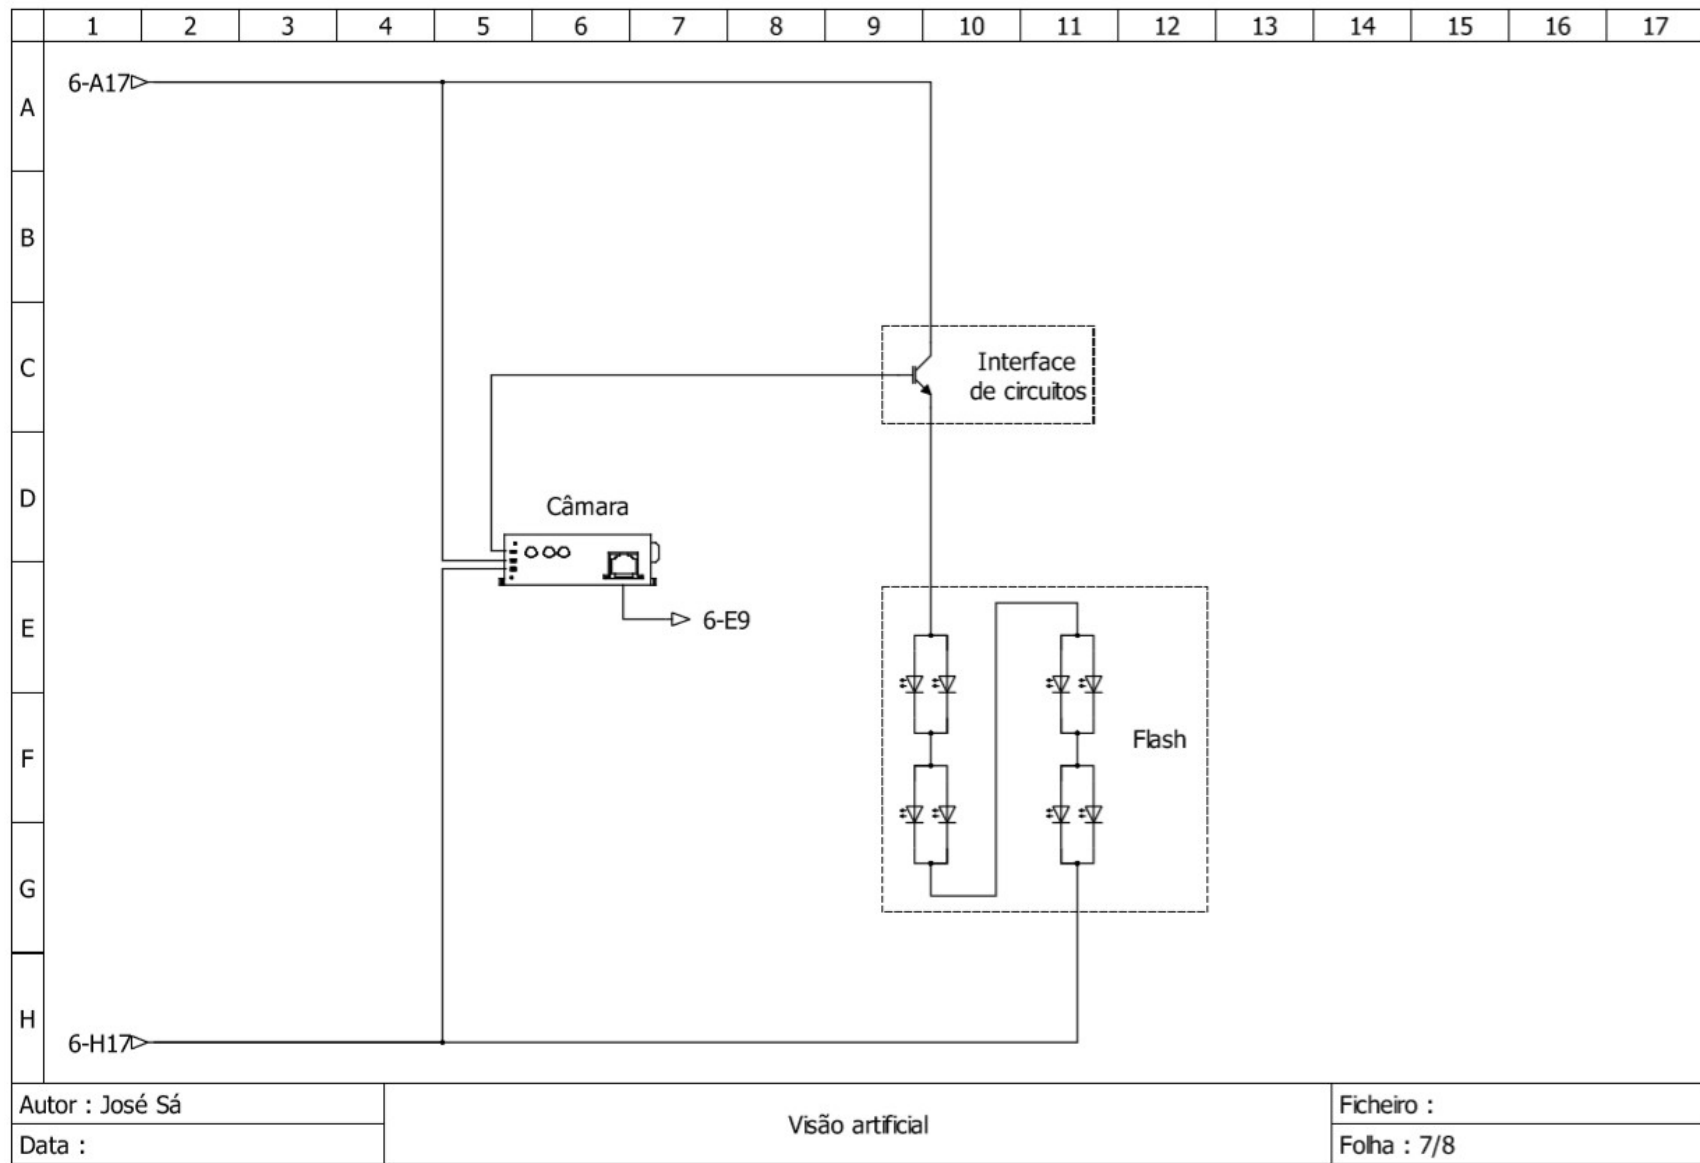 1 2 3 4 5 6 7 8 9 10 11 12 13 14 15 16 17
A
6-A17
B
C
Interface
de circuitos
D
Câmara
E
6-E9
F
Flash
G
H
6-H17
Autor : José Sá
Data :
Visão artificial
Ficheiro :
Folha : 7/8